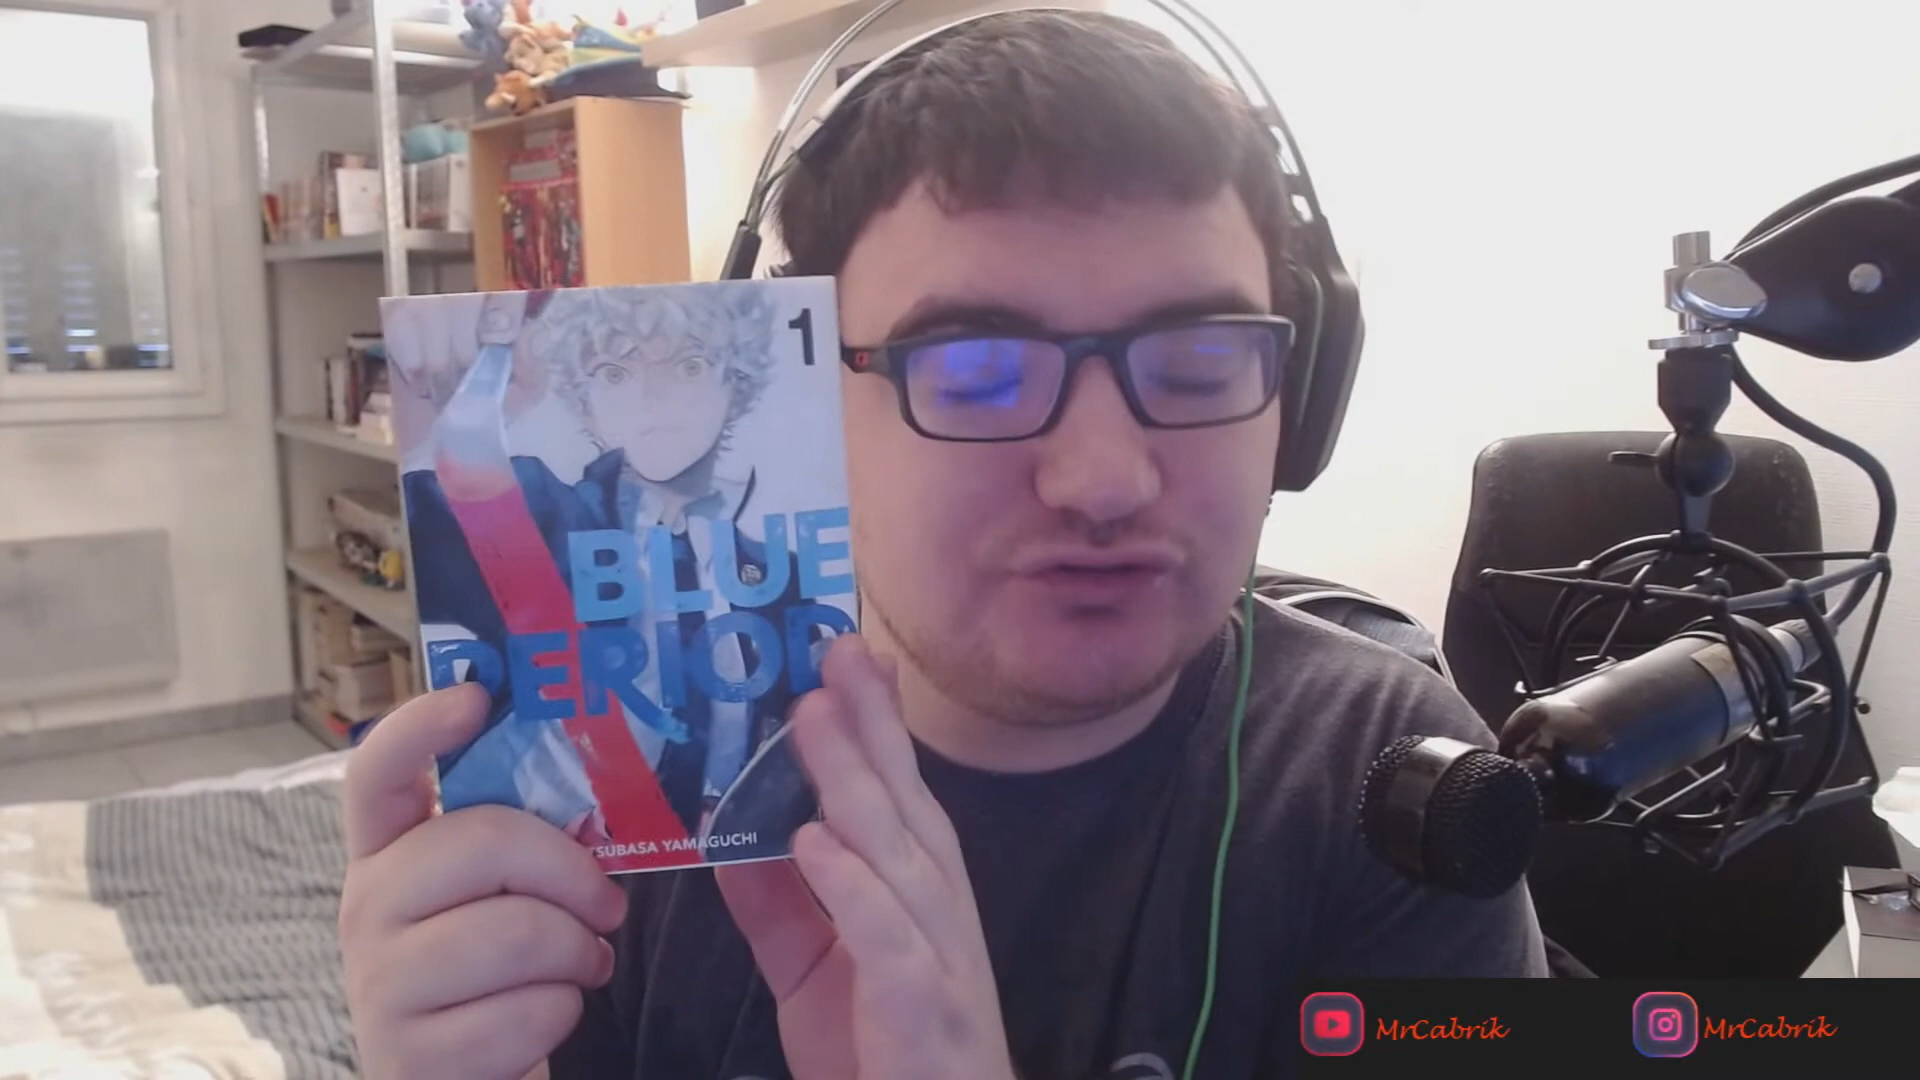 1
BLUE
PERIOD
TSUBASA YAMAGUCHI
MrCabrik
MrCabrik